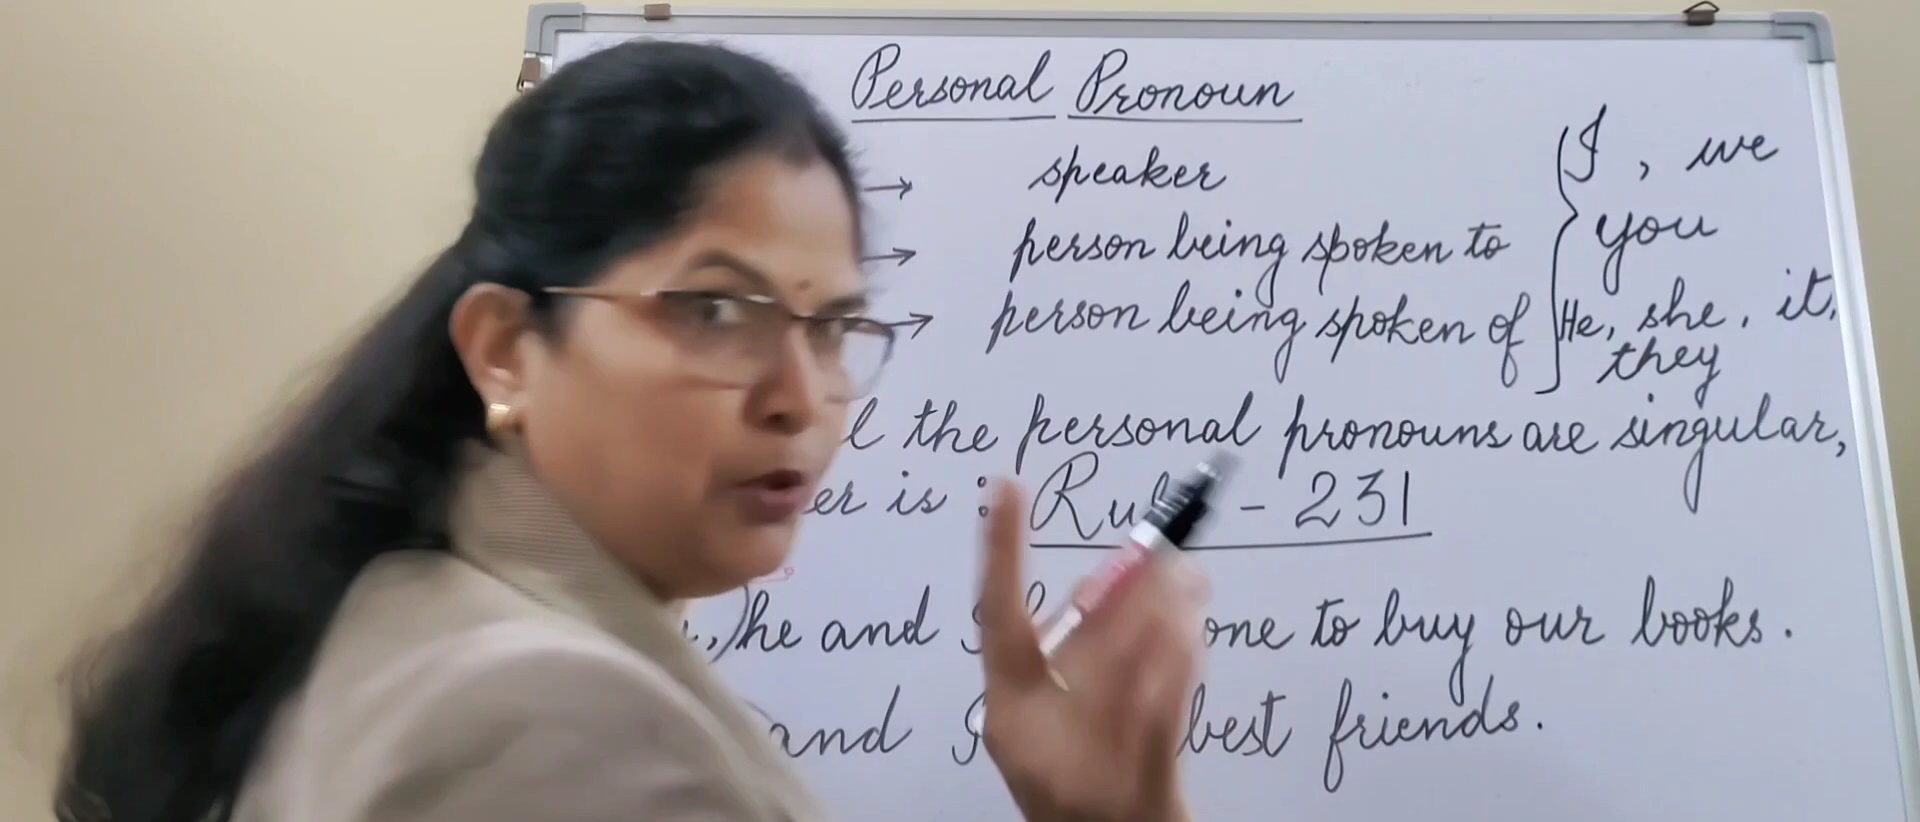 Personal Pronoun
→ speaker
→ person being spoken to
→ person being spoken of
{ I , we
you
He, she, it,
they
the personal pronouns are singular,
is : - 231
he and one to buy our books.
and best friends.